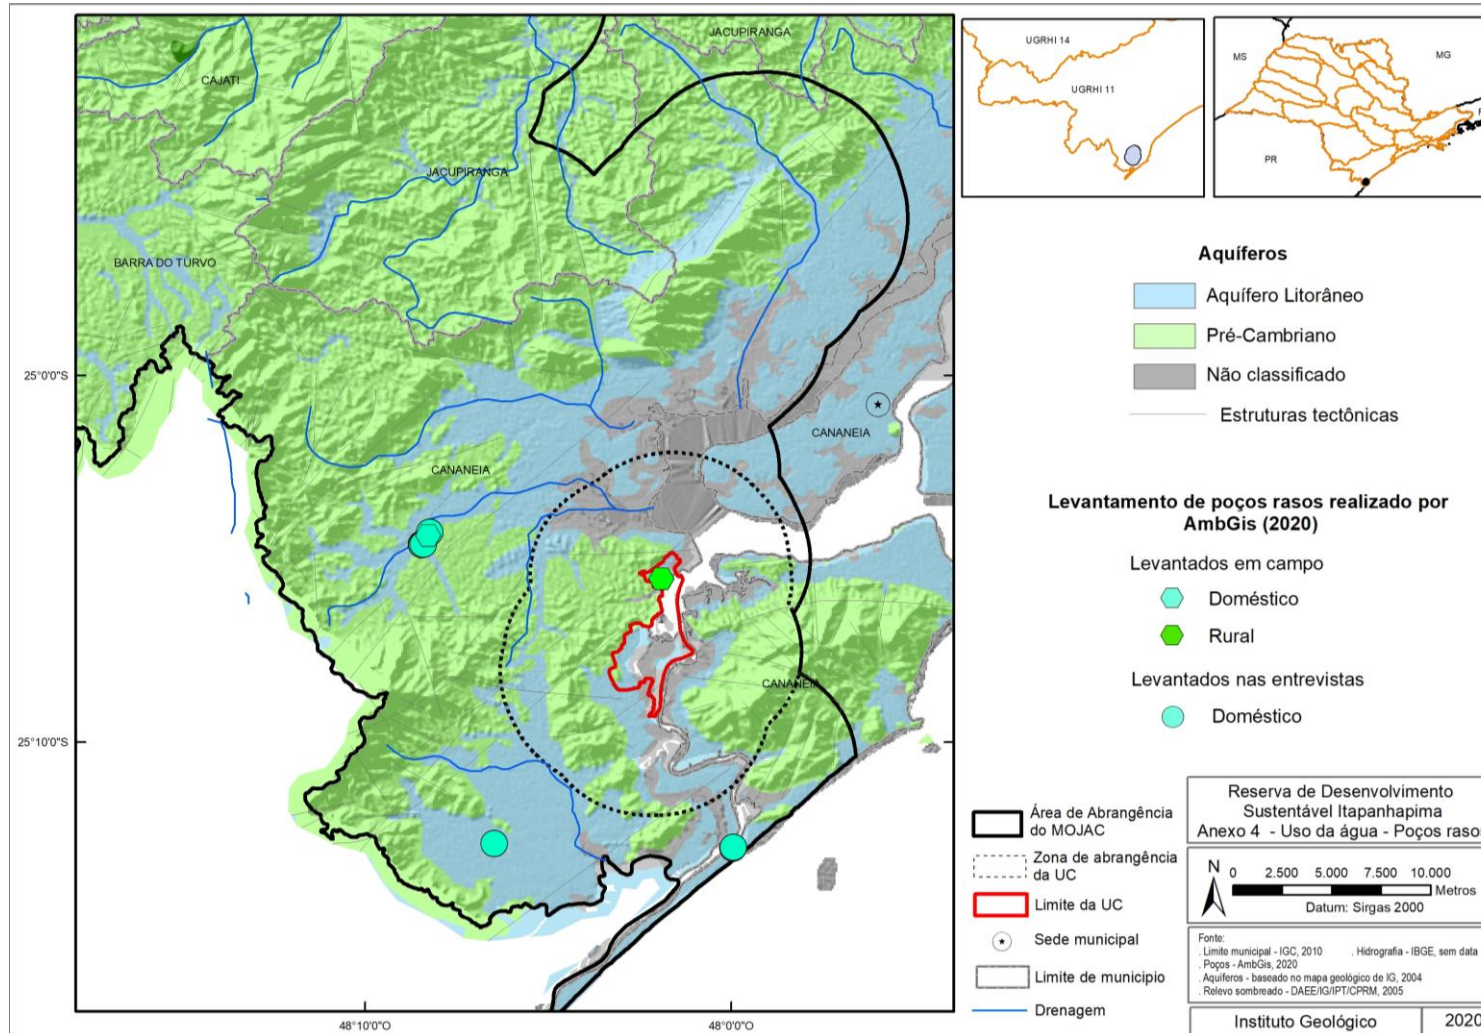 JACUPIRANGA
CAJATI
JACUPIRANGA
BARRA DO TURVO
25°0'0"S
CANANEIA
CANANEIA
CANANEIA
25°10'0"S
48°10'0"O
48°0'0"O
UGRHI 14
UGRHI 11
MS
MG
PR
Aquíferos
Aquífero Litorâneo
Pré-Cambriano
Não classificado
Estruturas tectônicas
Levantamento de poços rasos realizado por
AmbGis (2020)
Levantados em campo
Doméstico
Rural
Levantados nas entrevistas
Doméstico
Área de Abrangência
do MOJAC
Zona de abrangência
da UC
Limite da UC
Sede municipal
Limite de municipio
Drenagem
Reserva de Desenvolvimento
Sustentável Itapanhapima
Anexo 4 - Uso da água - Poços rasos
N
0 2.500 5.000 7.500 10.000
Metros
Datum: Sirgas 2000
Fonte:
. Limite municipal - IGC, 2010 . Hidrografia - IBGE, sem data
. Poços - AmbGis, 2020
. Aquíferos - baseado no mapa geológico de IG, 2004
. Relevo sombreado - DAEE/IG/IPT/CPRM, 2005
Instituto Geológico 2020